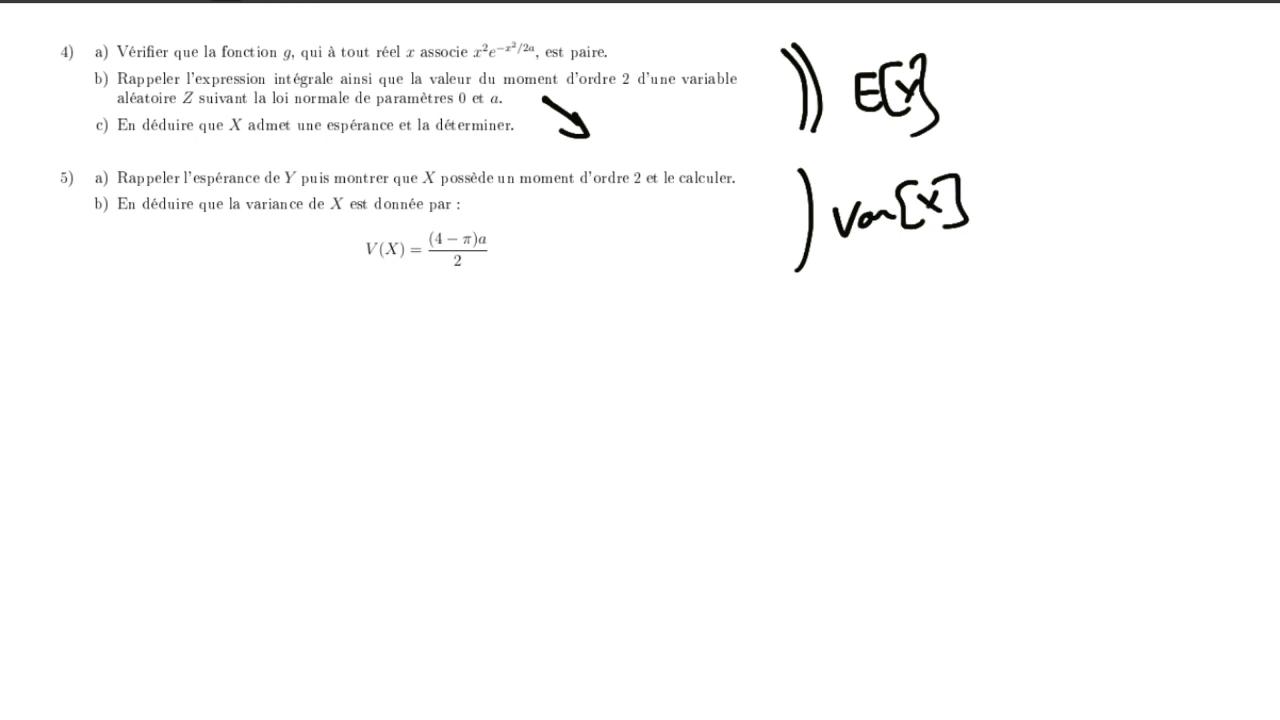 4) a) Vérifier que la fonction g, qui à tout réel x associe x²e^{-x²/2a}, est paire.
b) Rappeler l'expression intégrale ainsi que la valeur du moment d'ordre 2 d'une variable
aléatoire Z suivant la loi normale de paramètres 0 et a.
c) En déduire que X admet une espérance et la déterminer.
E[X]
5) a) Rappeler l'espérance de Y puis montrer que X possède un moment d'ordre 2 et le calculer.
b) En déduire que la variance de X est donnée par :
Var[X]
V(X) = (4 − π)a / 2